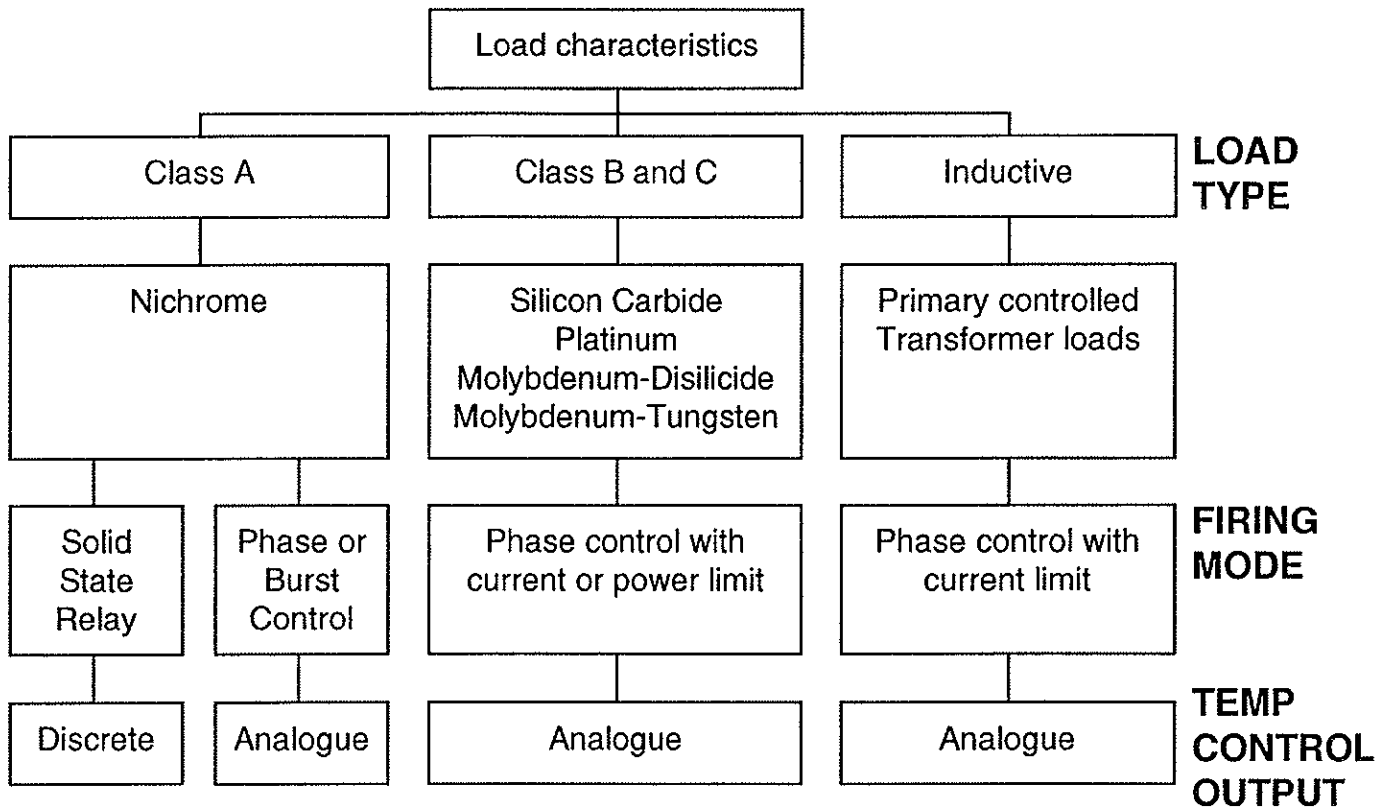 Load characteristics
Class A
Class B and C
Inductive
LOAD
TYPE
Nichrome
Silicon Carbide
Platinum
Molybdenum-Disilicide
Molybdenum-Tungsten
Primary controlled
Transformer loads
Solid
State
Relay
Phase or
Burst
Control
Phase control with
current or power limit
Phase control with
current limit
FIRING
MODE
Discrete
Analogue
Analogue
Analogue
TEMP
CONTROL
OUTPUT